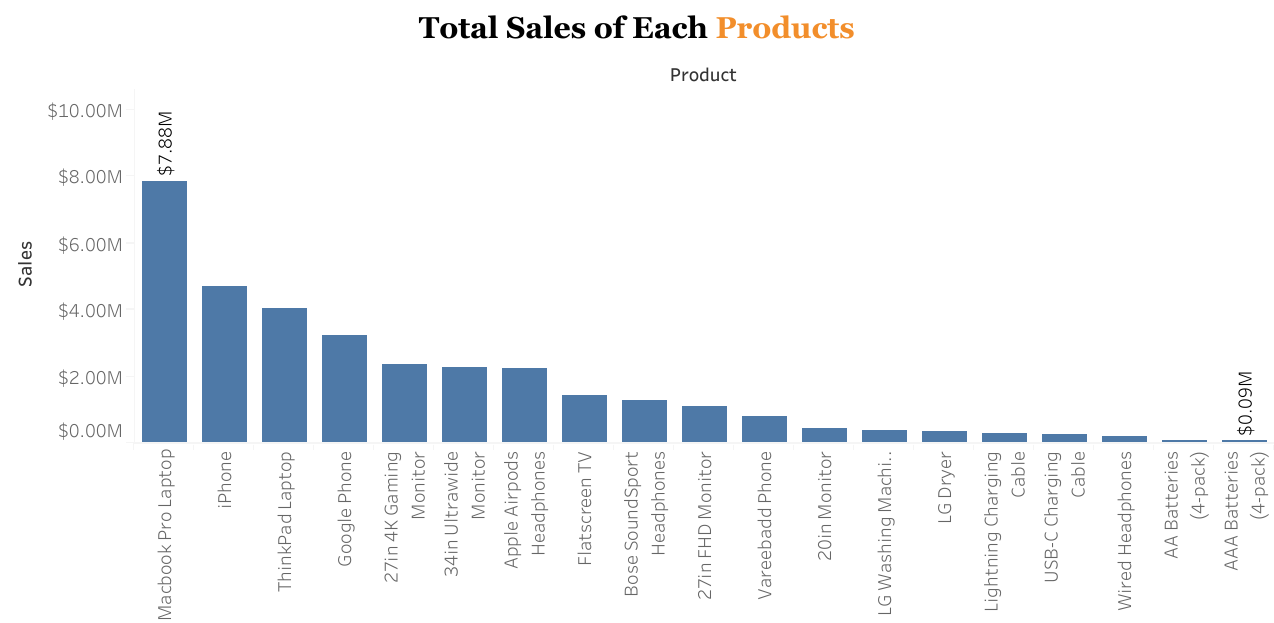 Total Sales of Each Products
Product
Sales
$10.00M
$8.00M
$6.00M
$4.00M
$2.00M
$0.00M
$7.88M
$0.09M
Macbook Pro Laptop
iPhone
ThinkPad Laptop
Google Phone
27in 4K Gaming
Monitor
34in Ultrawide
Monitor
Apple Airpods
Headphones
Flatscreen TV
Bose SoundSport
Headphones
27in FHD Monitor
Vareebadd Phone
20in Monitor
LG Washing Machi..
LG Dryer
Lightning Charging
Cable
USB-C Charging
Cable
Wired Headphones
AA Batteries
(4-pack)
AAA Batteries
(4-pack)